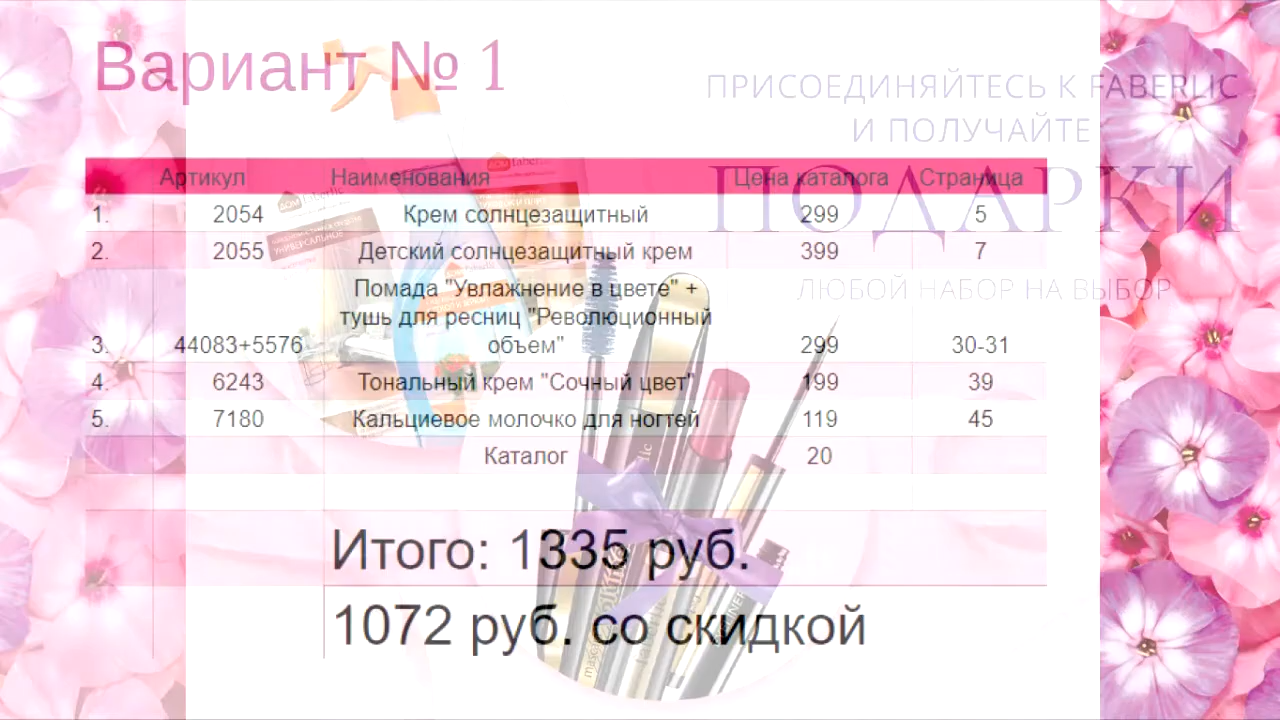 Вариант № 1
ПРИСОЕДИНЯЙТЕСЬ К FABERLIC
И ПОЛУЧАЙТЕ
ПОДАРКИ
ЛЮБОЙ НАБОР НА ВЫБОР
Артикул Наименования Цена каталога Страница
1. 2054 Крем солнцезащитный 299 5
2. 2055 Детский солнцезащитный крем 399 7
Помада "Увлажнение в цвете" +
тушь для ресниц "Революционный
3. 44083+5576 объем" 299 30-31
4. 6243 Тональный крем "Сочный цвет" 199 39
5. 7180 Кальциевое молочко для ногтей 119 45
Каталог 20
Итого: 1335 руб.
1072 руб. со скидкой
ДОМ faberlic
УНИВЕРСАЛЬНОЕ